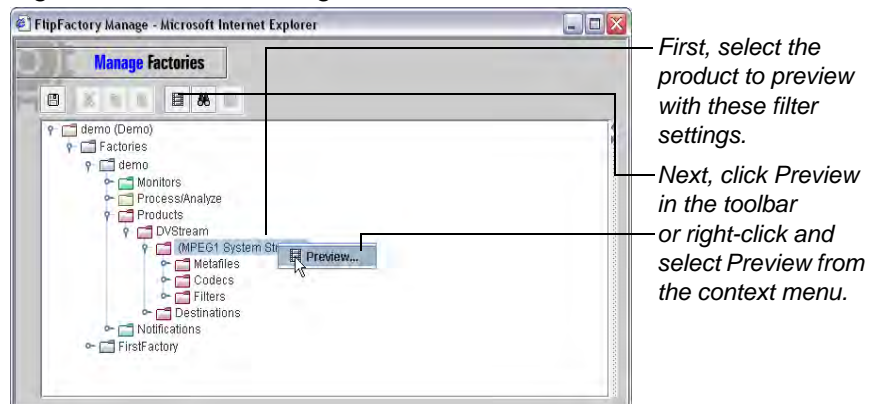 FlipFactory Manage - Microsoft Internet Explorer
Manage Factories
demo (Demo)
Factories
demo
Monitors
Process/Analyze
Products
DVStream
(MPEG1 System
Preview...
Metafiles
Codecs
Filters
Destinations
Notifications
FirstFactory
First, select the
product to preview
with these filter
settings.
Next, click Preview
in the toolbar
or right-click and
select Preview from
the context menu.